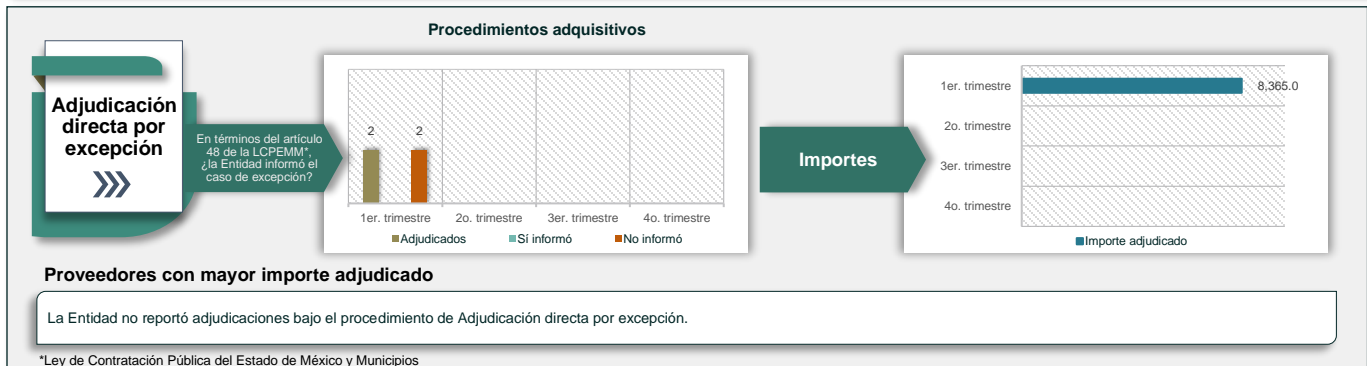 Procedimientos adquisitivos
Adjudicación
directa por
excepción
En términos del artículo
48 de la LCPEMM*,
¿la Entidad informó el
caso de excepción?
2
2
1er. trimestre
2o. trimestre
3er. trimestre
4o. trimestre
Adjudicados
Sí informó
No informó
Importes
1er. trimestre
8,365.0
2o. trimestre
3er. trimestre
4o. trimestre
Importe adjudicado
Proveedores con mayor importe adjudicado
La Entidad no reportó adjudicaciones bajo el procedimiento de Adjudicación directa por excepción.
*Ley de Contratación Pública del Estado de México y Municipios